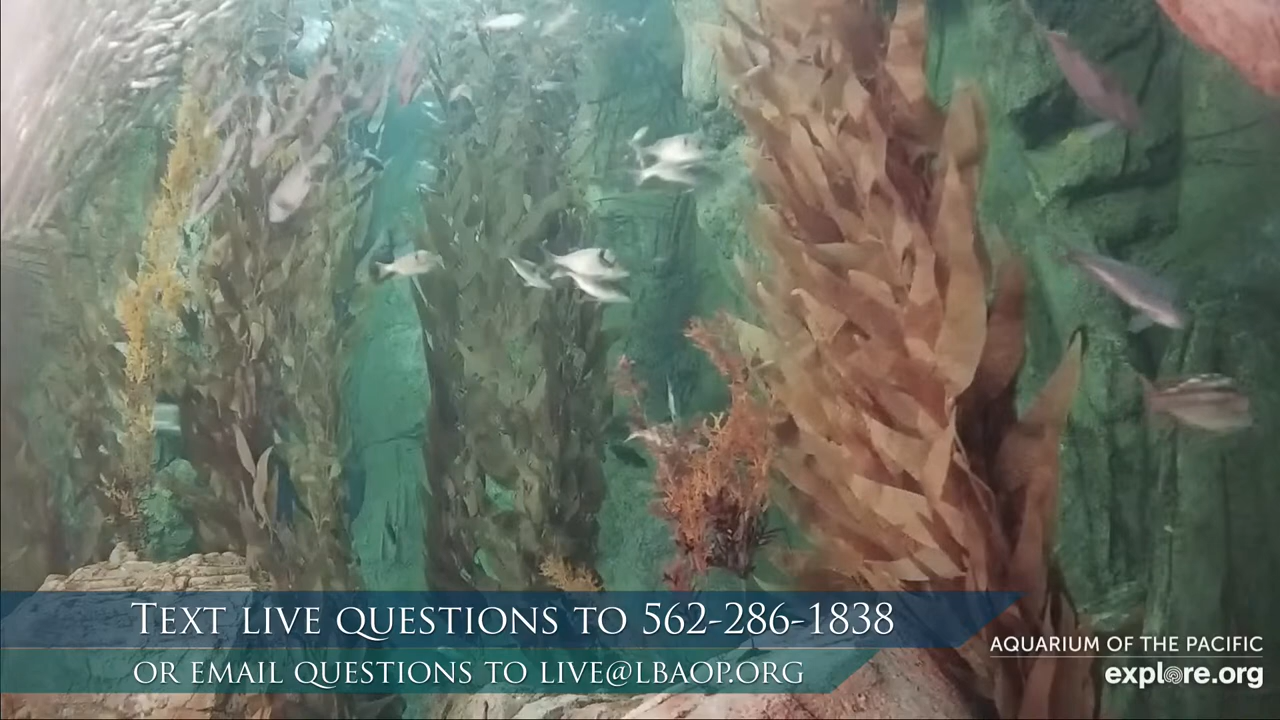 TEXT LIVE QUESTIONS TO 562-286-1838
OR EMAIL QUESTIONS TO LIVE@LBAOP.ORG
AQUARIUM OF THE PACIFIC
explore.org